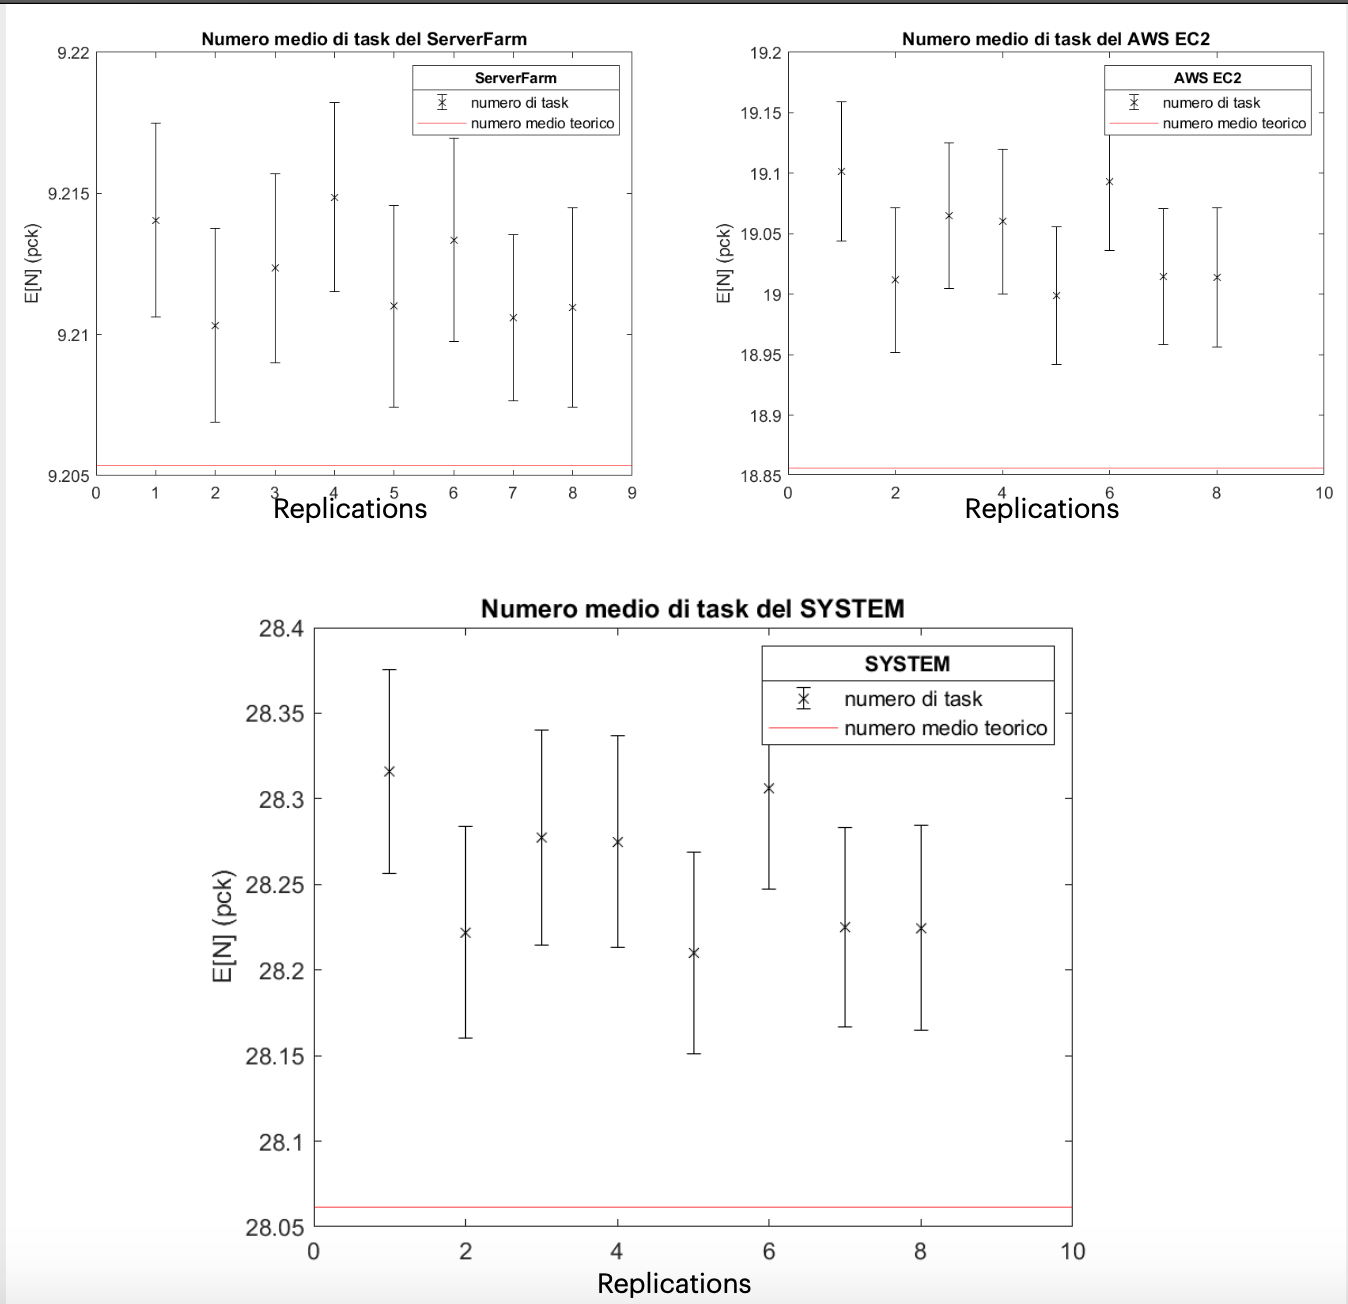 Numero medio di task del ServerFarm
9.22
9.215
9.21
9.205
E[N] (pck)
ServerFarm
numero di task
numero medio teorico
0 1 2 3 4 5 6 7 8 9
Replications
Numero medio di task del AWS EC2
19.2
19.15
19.1
19.05
19
18.95
18.9
18.85
E[N] (pck)
AWS EC2
numero di task
numero medio teorico
0 2 4 6 8 10
Replications
Numero medio di task del SYSTEM
28.4
28.35
28.3
28.25
28.2
28.15
28.1
28.05
E[N] (pck)
SYSTEM
numero di task
numero medio teorico
0 2 4 6 8 10
Replications